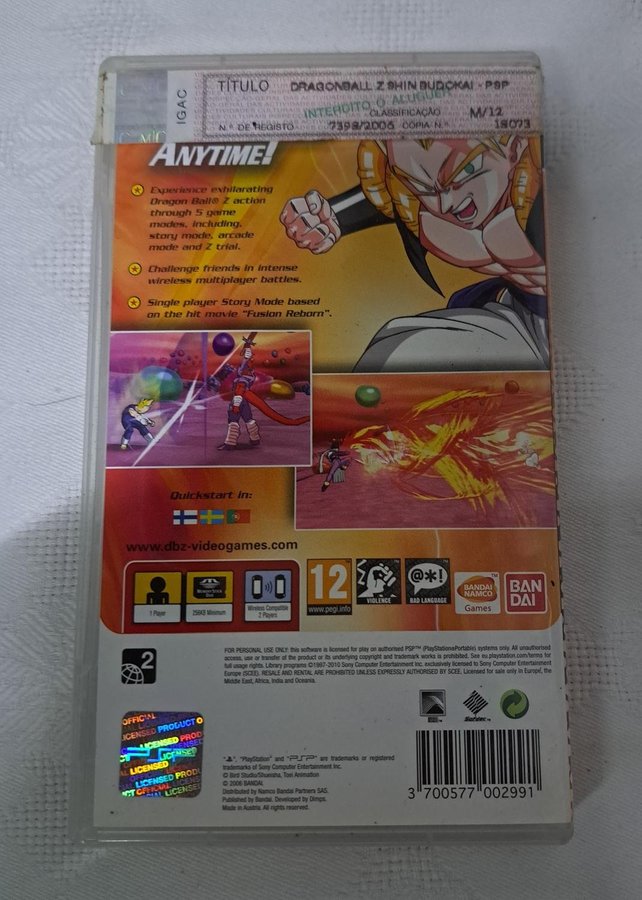 IGAC
TÍTULO DRAGONBALL Z SHIN BUDOKAI - PSP
INTERDITO O ALUGUER
CLASSIFICAÇÃO M/12
N.º DE REGISTO 7398/2006 CÓPIA N.º 18073
ANYTIME!
Experience exhilarating
Dragon Ball® Z action
through 5 game
modes, including,
story mode, arcade
mode and Z trial.
Challenge friends in intense
wireless multiplayer battles.
Single player Story Mode based
on the hit movie "Fusion Reborn".
Quickstart in:
www.dbz-videogames.com
1 Player
MEMORY STICK
DUO
256KB Minimum
Wireless Compatible
2 Players
12
www.pegi.info
VIOLENCE
@*!
BAD LANGUAGE
BANDAI
NAMCO
Games
BAN
DAI
2
FOR PERSONAL USE ONLY: this software is licensed for play on authorised PSP™ (PlayStation®Portable) systems only. All unauthorised
access, use or transfer of the product or its underlying copyright and trademark works is prohibited. See eu.playstation.com/terms for
full usage rights. Library programs ©1997-2010 Sony Computer Entertainment Inc. exclusively licensed to Sony Computer Entertainment
Europe (SCEE). RESALE AND RENTAL ARE PROHIBITED UNLESS EXPRESSLY AUTHORISED BY SCEE. Licensed for sale only in Europe, the
Middle East, Africa, India and Oceania.
OFFICIAL
LICENSED PRODUCT
", "PlayStation" and "PSP" are trademarks or registered
trademarks of Sony Computer Entertainment Inc.
© Bird Studio/Shueisha, Toei Animation
© 2006 BANDAI
Distributed by Namco Bandai Partners SAS.
Published by Bandai. Developed by Dimps.
Made in Austria. All rights reserved.
3 700577 002991